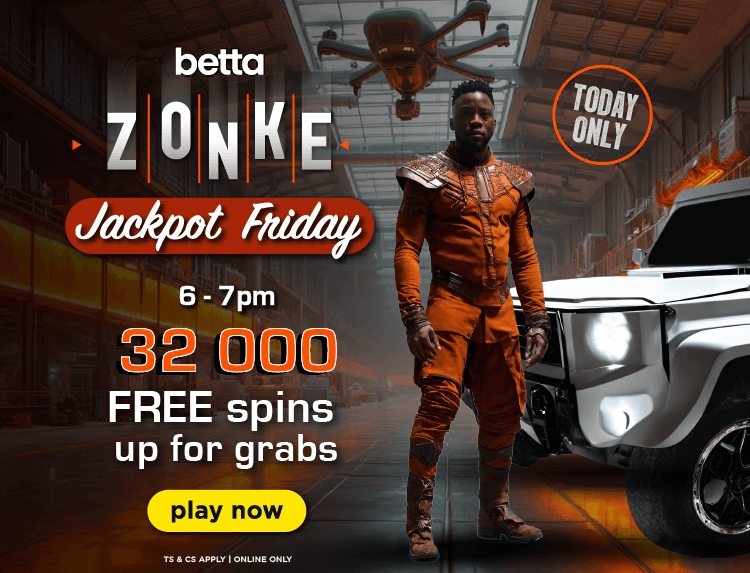 betta
ZONKE
Jackpot Friday
TODAY
ONLY
6 - 7pm
32 000
FREE spins
up for grabs
play now
TS & CS APPLY | ONLINE ONLY